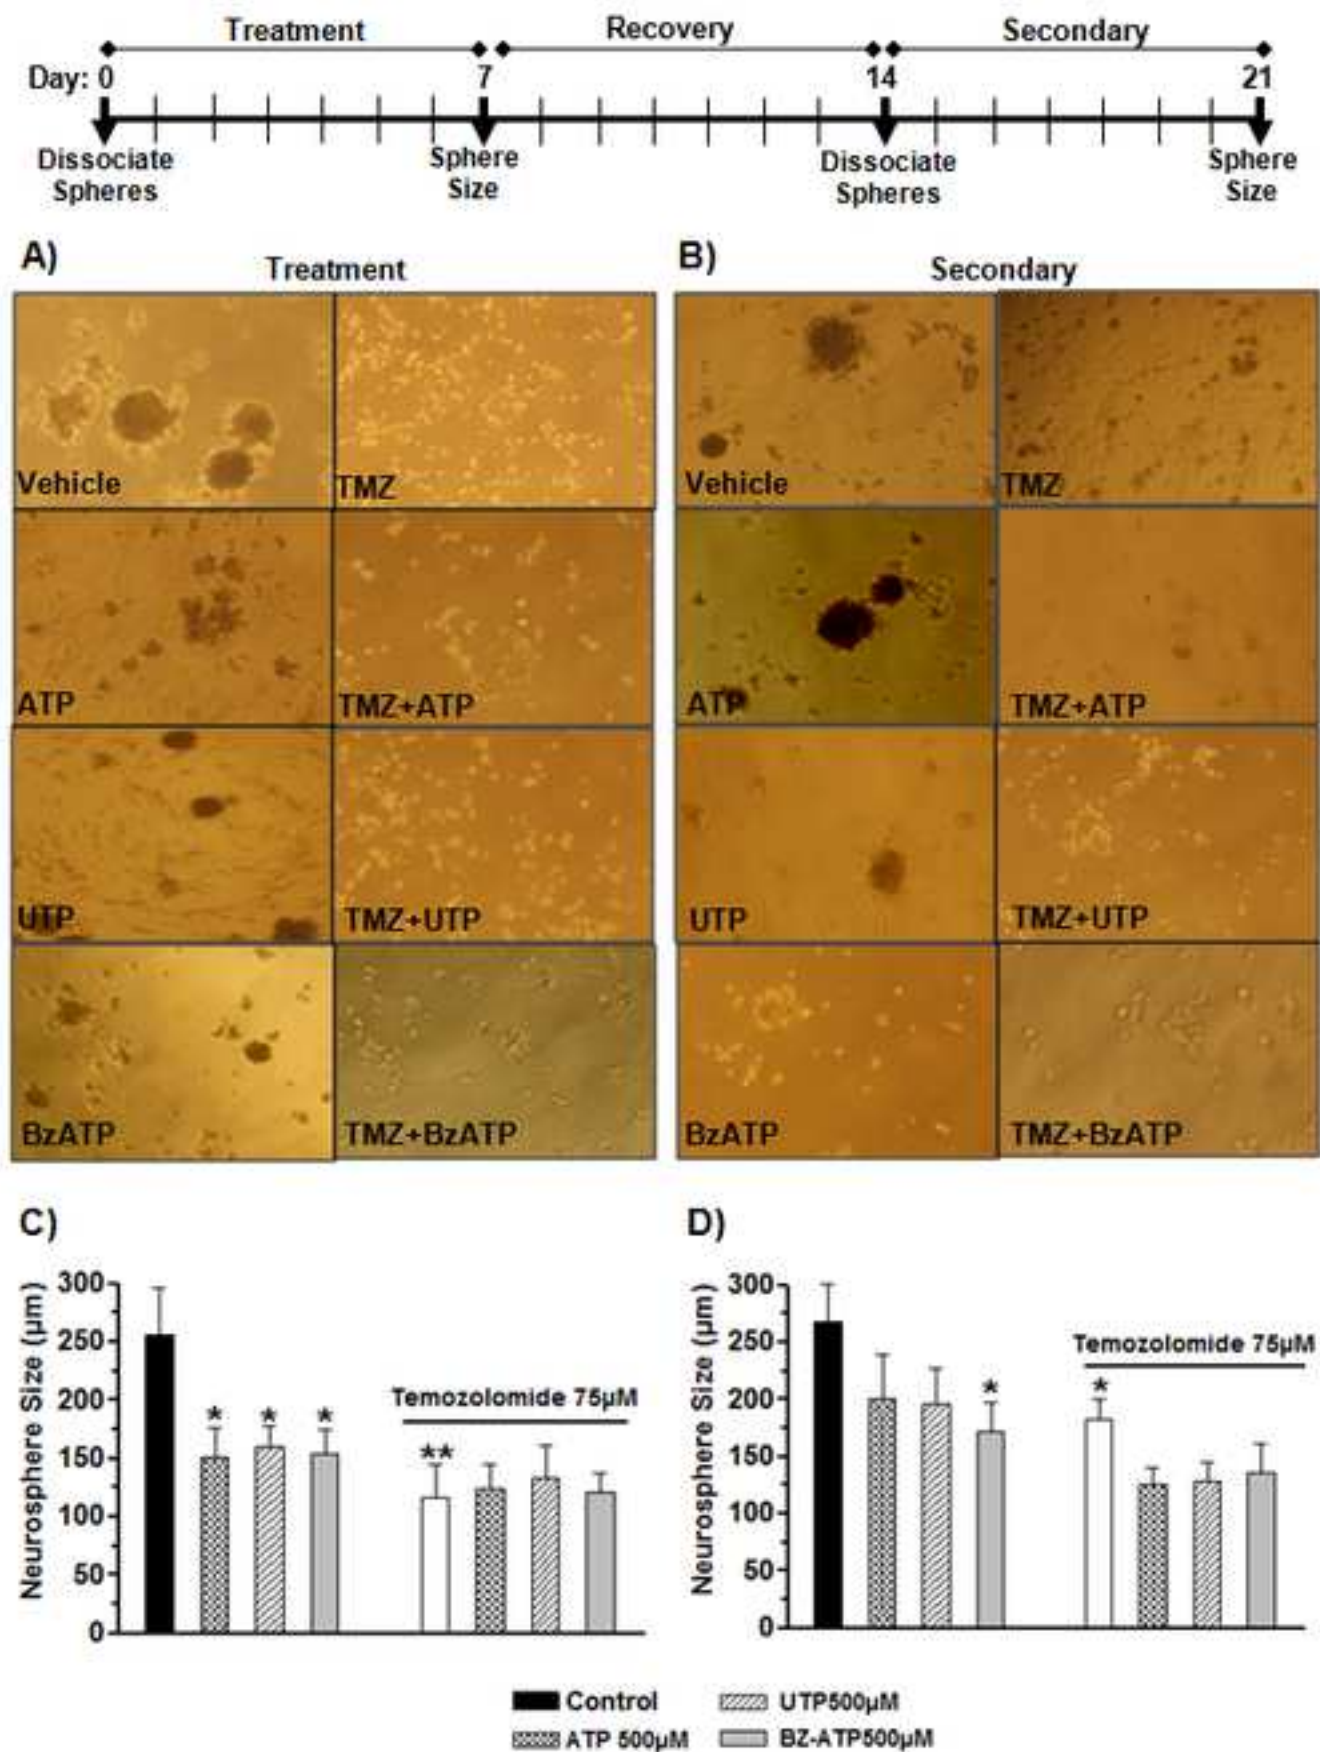 Treatment Recovery Secondary
Day: 0 7 14 21
Dissociate Spheres Sphere Size Dissociate Spheres Sphere Size
A)
Treatment
Vehicle TMZ
ATP TMZ+ATP
UTP TMZ+UTP
BzATP TMZ+BzATP
B)
Secondary
Vehicle TMZ
ATP TMZ+ATP
UTP TMZ+UTP
BzATP TMZ+BzATP
C)
Neurosphere Size (µm)
300
250
200
150
100
50
0
* * *
Temozolomide 75µM
**
D)
Neurosphere Size (µm)
300
250
200
150
100
50
0
*
Temozolomide 75µM
*
Control UTP500µM
ATP 500µM BZ-ATP500µM